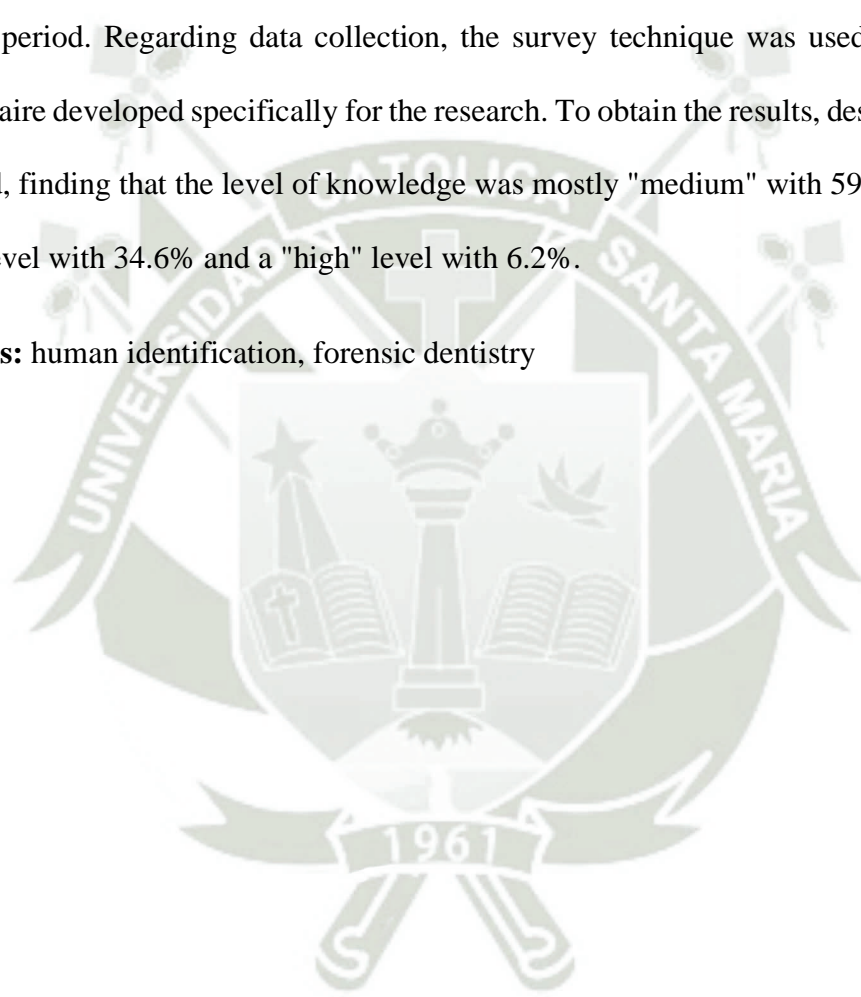 period. Regarding data collection, the survey technique was used
aire developed specifically for the research. To obtain the results, des
, finding that the level of knowledge was mostly "medium" with 59
evel with 34.6% and a "high" level with 6.2%.
s: human identification, forensic dentistry
UNIVERSIDAD CATOLICA SANTA MARIA
1961